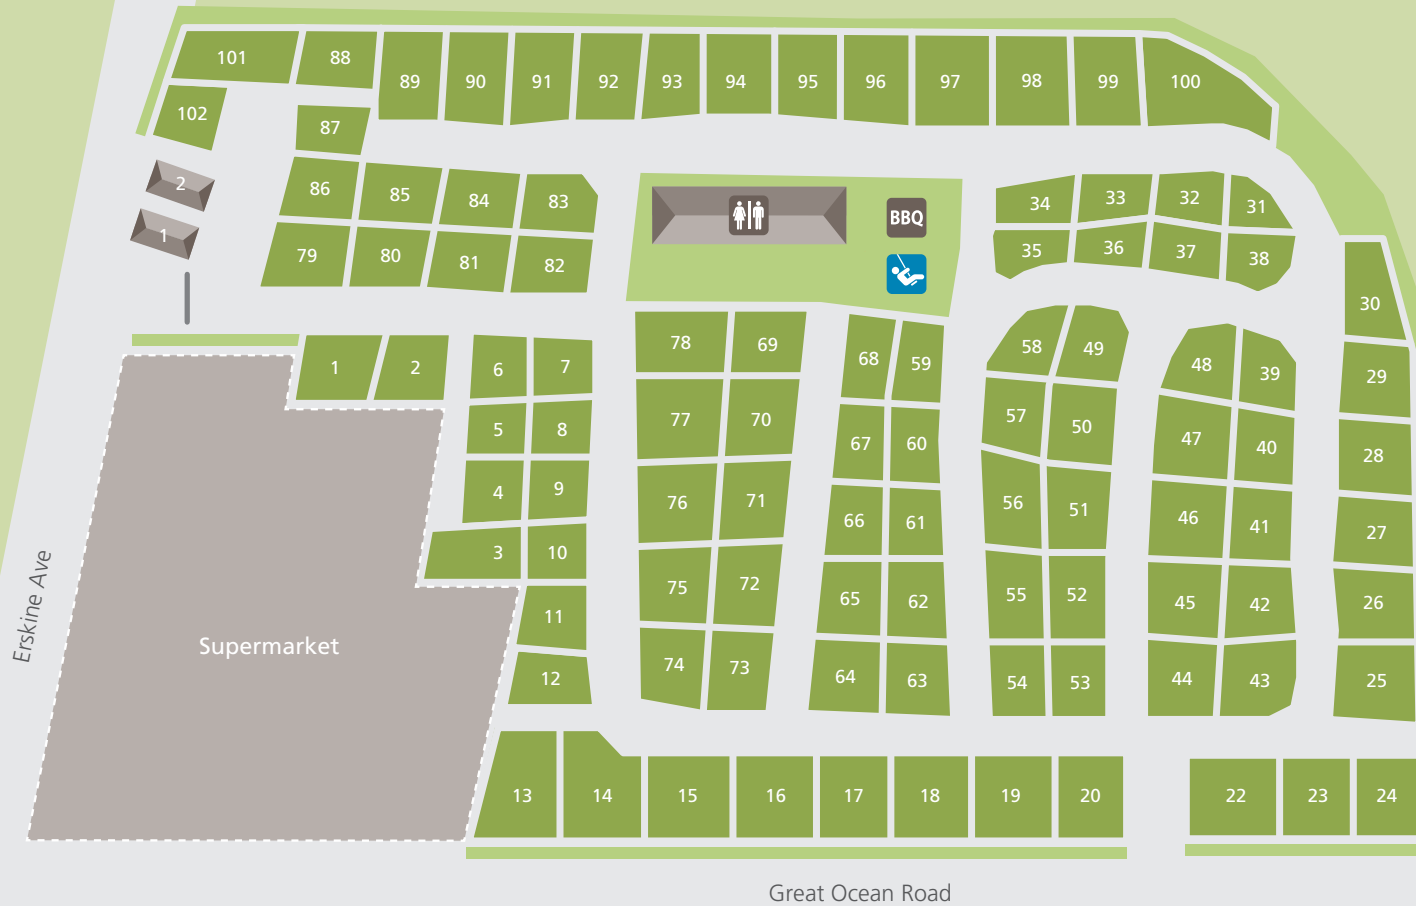 101 88 89 90 91 92 93 94 95 96 97 98 99 100
102 87
2 86 85 84 83 BBQ 34 33 32 31
1 79 80 81 82 35 36 37 38
30
1 2 6 7 78 69 68 59 58 49 48 39 29
5 8 77 70 67 60 57 50 47 40 28
4 9 76 71 66 61 56 51 46 41 27
3 10
11 75 72 65 62 55 52 45 42 26
12 74 73 64 63 54 53 44 43 25
Erskine Ave
Supermarket
13 14 15 16 17 18 19 20 22 23 24
Great Ocean Road